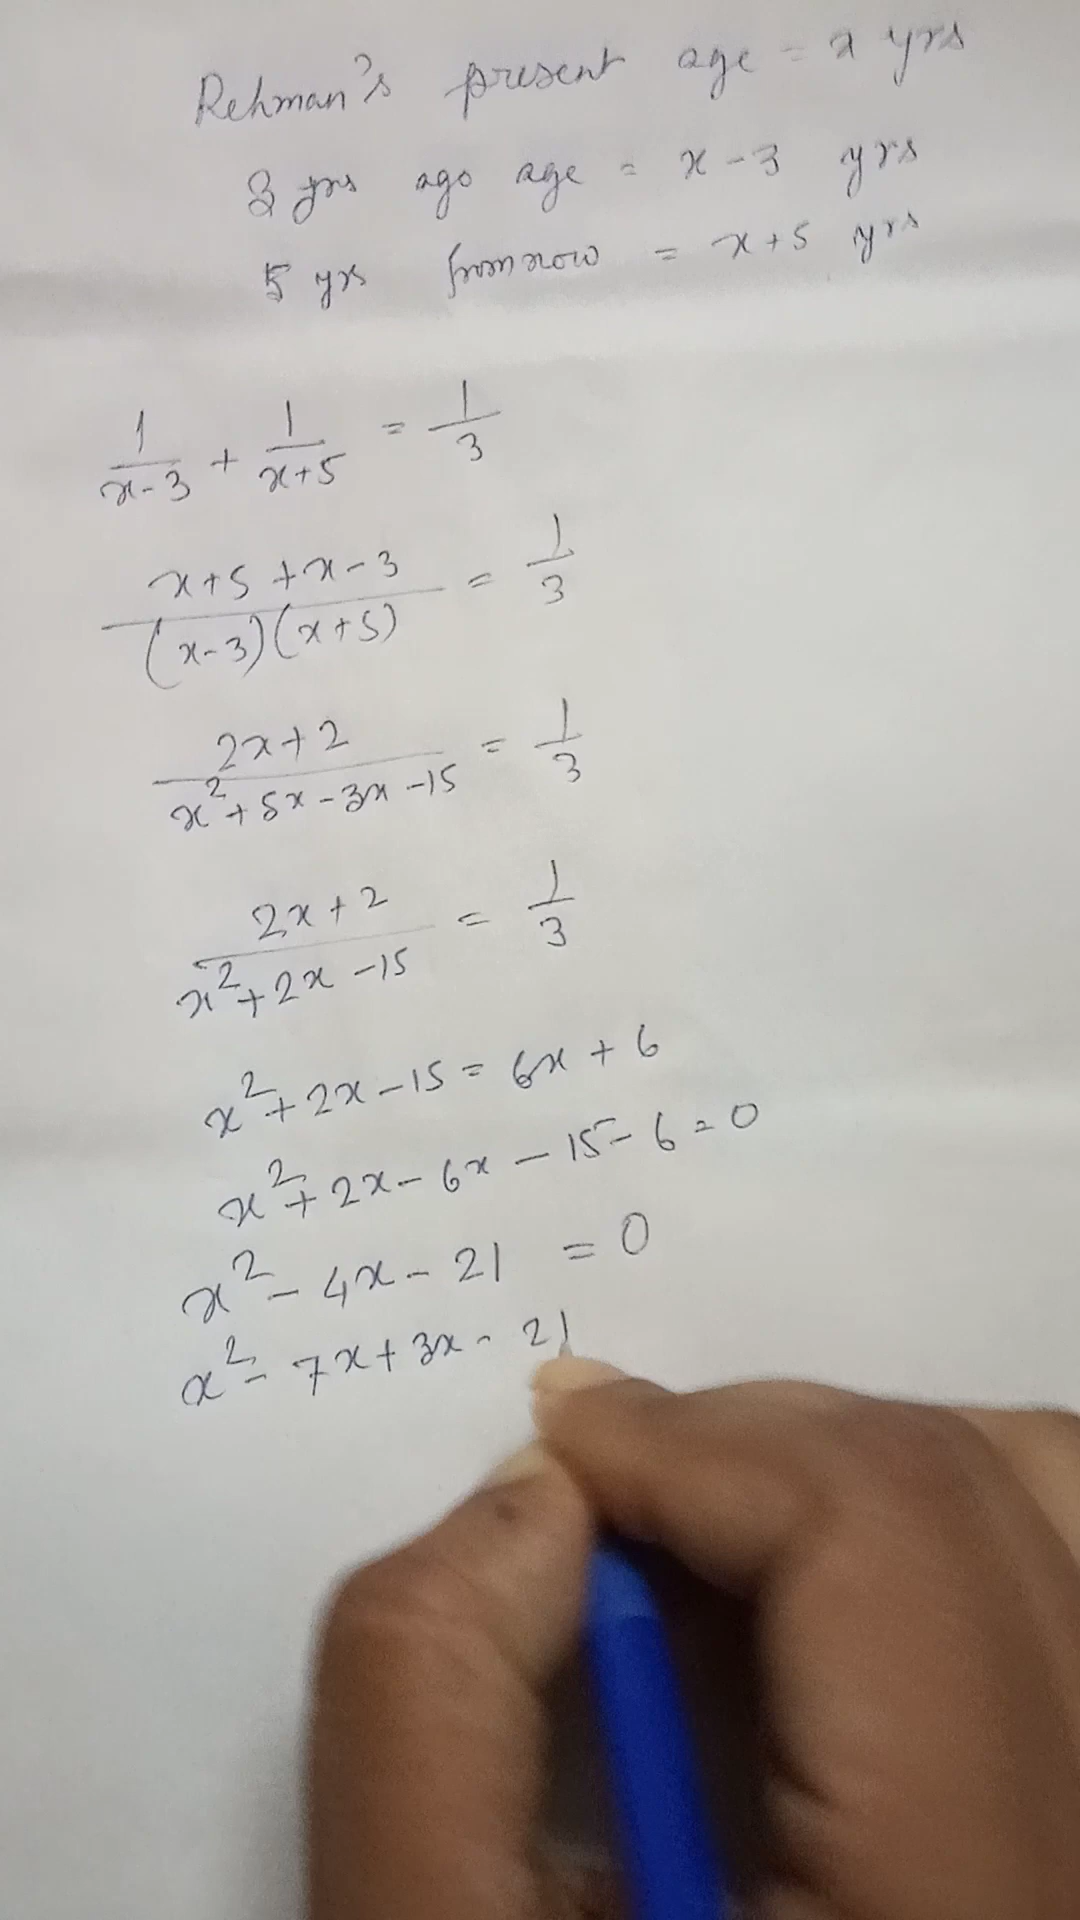 Rehman's present age = x yrs
3 yrs ago age = x - 3 yrs
5 yrs from now = x + 5 yrs
1/(x-3) + 1/(x+5) = 1/3
(x+5+x-3)/((x-3)(x+5)) = 1/3
(2x+2)/(x²+5x-3x-15) = 1/3
(2x+2)/(x²+2x-15) = 1/3
x²+2x-15 = 6x+6
x²+2x-6x-15-6=0
x²-4x-21 = 0
x²-7x+3x-21